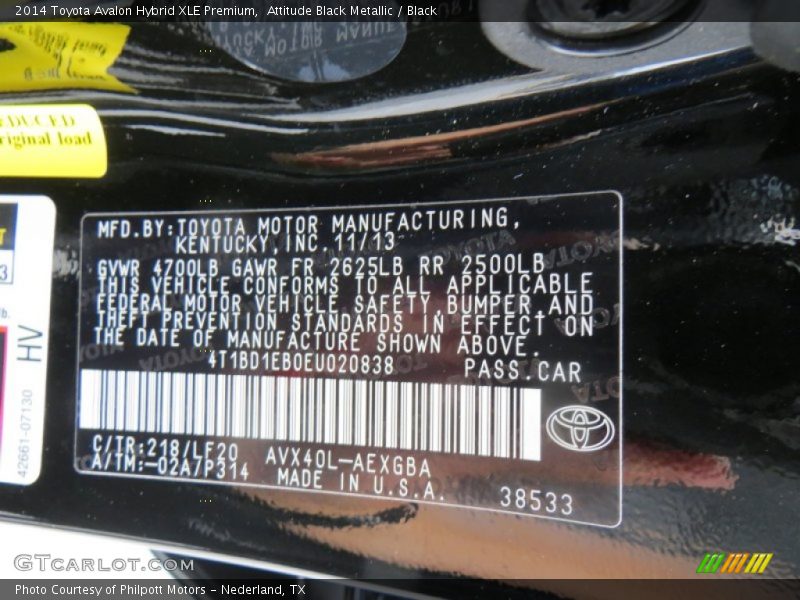 2014 Toyota Avalon Hybrid XLE Premium,  Attitude Black Metallic / Black
riginal load
MFD.BY:TOYOTA MOTOR MANUFACTURING,
KENTUCKY,INC.11/13
GVWR 4700LB GAWR FR 2625LB RR 2500LB
THIS VEHICLE CONFORMS TO ALL APPLICABLE
FEDERAL MOTOR VEHICLE SAFETY,BUMPER,AND
THEFT PREVENTION STANDARDS IN EFFECT ON
THE DATE OF MANUFACTURE SHOWN ABOVE.
4T1BD1EB0EU020838 PASS.CAR
C/TR:218/LF20 AVX40L-AEXGBA
A/TM:-02A/P314 MADE IN U.S.A. 38533
HV
42661-07130
GTCARLOT.COM
Photo Courtesy of Philpott Motors - Nederland, TX